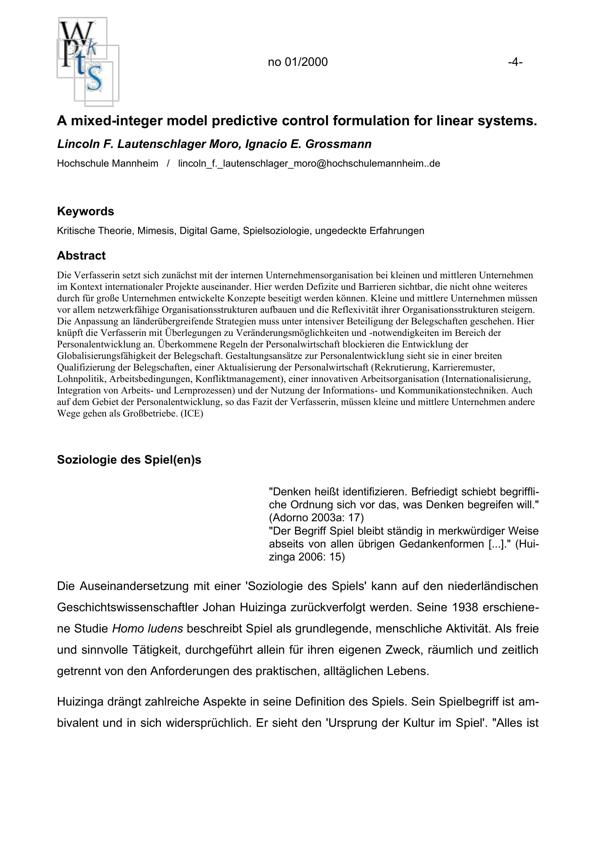 W
P k
t s
no 01/2000 -4-
A mixed-integer model predictive control formulation for linear systems.
Lincoln F. Lautenschlager Moro, Ignacio E. Grossmann
Hochschule Mannheim / lincoln_f._lautenschlager_moro@hochschulemannheim..de
Keywords
Kritische Theorie, Mimesis, Digital Game, Spielsoziologie, ungedeckte Erfahrungen
Abstract
Die Verfasserin setzt sich zunächst mit der internen Unternehmensorganisation bei kleinen und mittleren Unternehmen
im Kontext internationaler Projekte auseinander. Hier werden Defizite und Barrieren sichtbar, die nicht ohne weiteres
durch für große Unternehmen entwickelte Konzepte beseitigt werden können. Kleine und mittlere Unternehmen müssen
vor allem netzwerkfähige Organisationsstrukturen aufbauen und die Reflexivität ihrer Organisationsstrukturen steigern.
Die Anpassung an länderübergreifende Strategien muss unter intensiver Beteiligung der Belegschaften geschehen. Hier
knüpft die Verfasserin mit Überlegungen zu Veränderungsmöglichkeiten und -notwendigkeiten im Bereich der
Personalentwicklung an. Überkommene Regeln der Personalwirtschaft blockieren die Entwicklung der
Globalisierungsfähigkeit der Belegschaft. Gestaltungsansätze zur Personalentwicklung sieht sie in einer breiten
Qualifizierung der Belegschaften, einer Aktualisierung der Personalwirtschaft (Rekrutierung, Karrieremuster,
Lohnpolitik, Arbeitsbedingungen, Konfliktmanagement), einer innovativen Arbeitsorganisation (Internationalisierung,
Integration von Arbeits- und Lernprozessen) und der Nutzung der Informations- und Kommunikationstechniken. Auch
auf dem Gebiet der Personalentwicklung, so das Fazit der Verfasserin, müssen kleine und mittlere Unternehmen andere
Wege gehen als Großbetriebe. (ICE)
Soziologie des Spiel(en)s
"Denken heißt identifizieren. Befriedigt schiebt begriffli-
che Ordnung sich vor das, was Denken begreifen will."
(Adorno 2003a: 17)
"Der Begriff Spiel bleibt ständig in merkwürdiger Weise
abseits von allen übrigen Gedankenformen [...]." (Hui-
zinga 2006: 15)
Die Auseinandersetzung mit einer 'Soziologie des Spiels' kann auf den niederländischen
Geschichtswissenschaftler Johan Huizinga zurückverfolgt werden. Seine 1938 erschiene-
ne Studie Homo ludens beschreibt Spiel als grundlegende, menschliche Aktivität. Als freie
und sinnvolle Tätigkeit, durchgeführt allein für ihren eigenen Zweck, räumlich und zeitlich
getrennt von den Anforderungen des praktischen, alltäglichen Lebens.
Huizinga drängt zahlreiche Aspekte in seine Definition des Spiels. Sein Spielbegriff ist am-
bivalent und in sich widersprüchlich. Er sieht den 'Ursprung der Kultur im Spiel'. "Alles ist